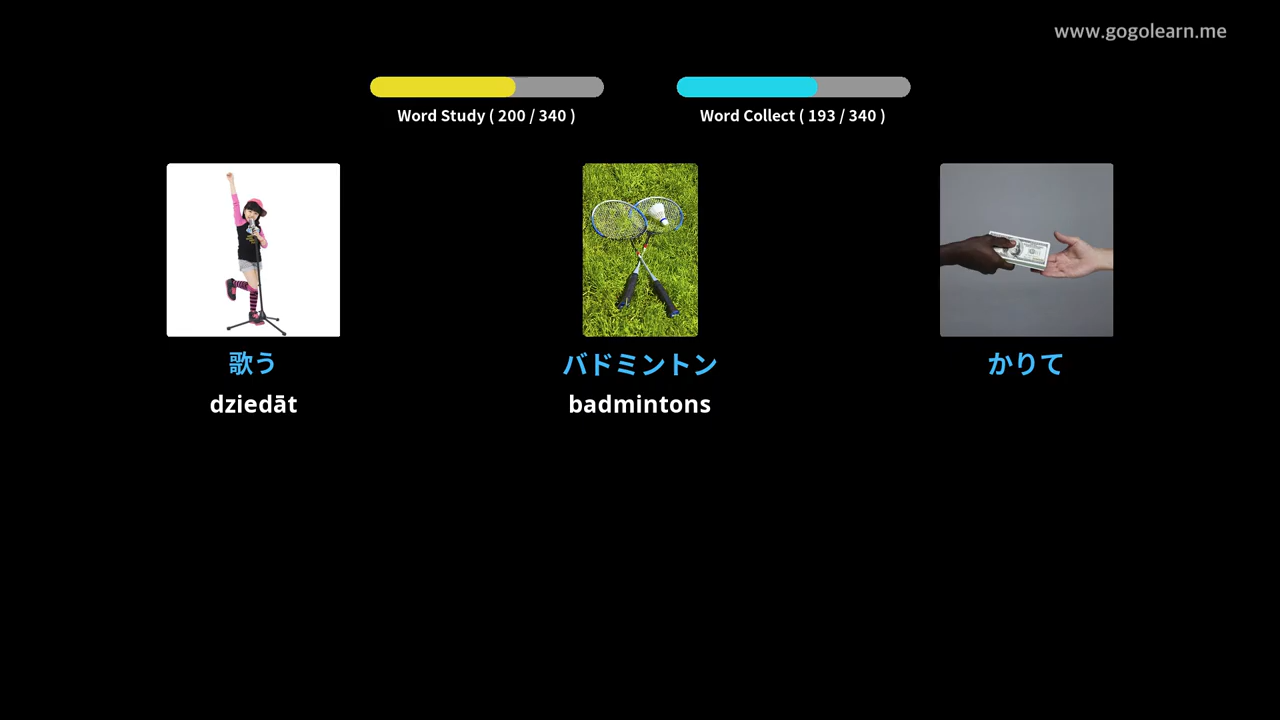 www.gogolearn.me
Word Study ( 200 / 340 )
Word Collect ( 193 / 340 )
歌う
バドミントン
かりて
dziedāt
badmintons